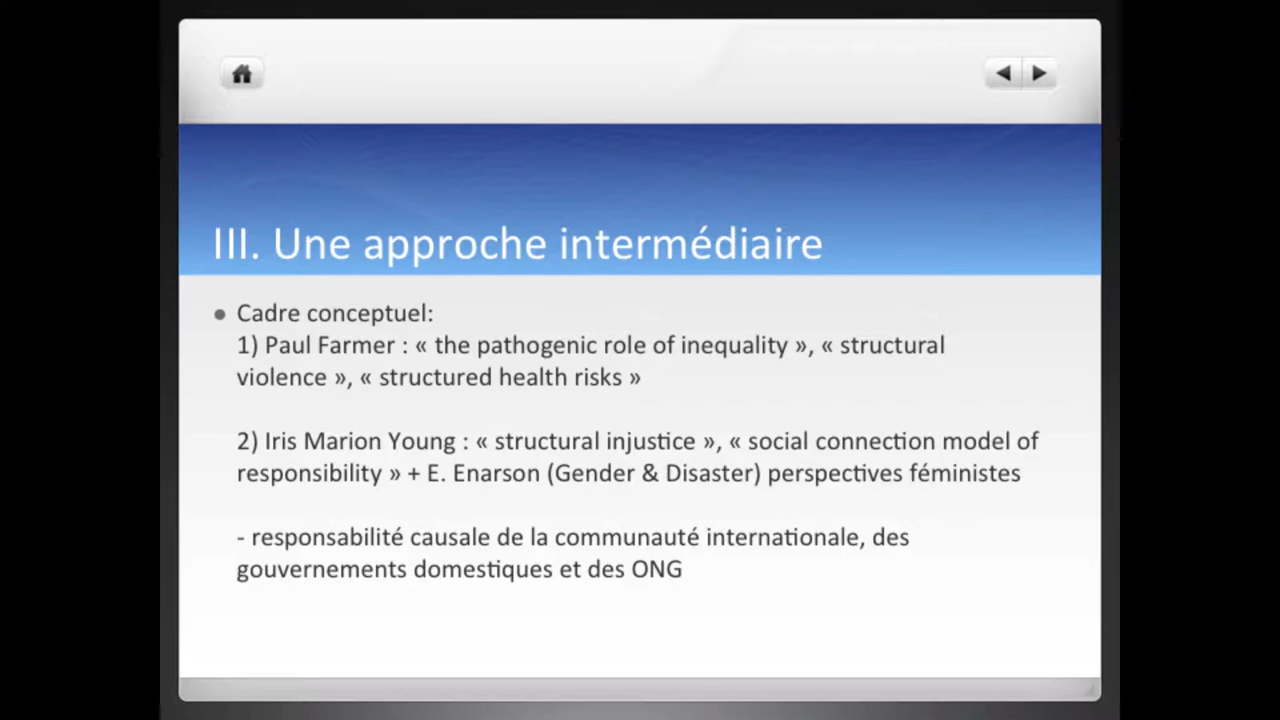 III. Une approche intermédiaire
● Cadre conceptuel:
1) Paul Farmer : « the pathogenic role of inequality », « structural
violence », « structured health risks »
2) Iris Marion Young : « structural injustice », « social connection model of
responsibility » + E. Enarson (Gender & Disaster) perspectives féministes
- responsabilité causale de la communauté internationale, des
gouvernements domestiques et des ONG